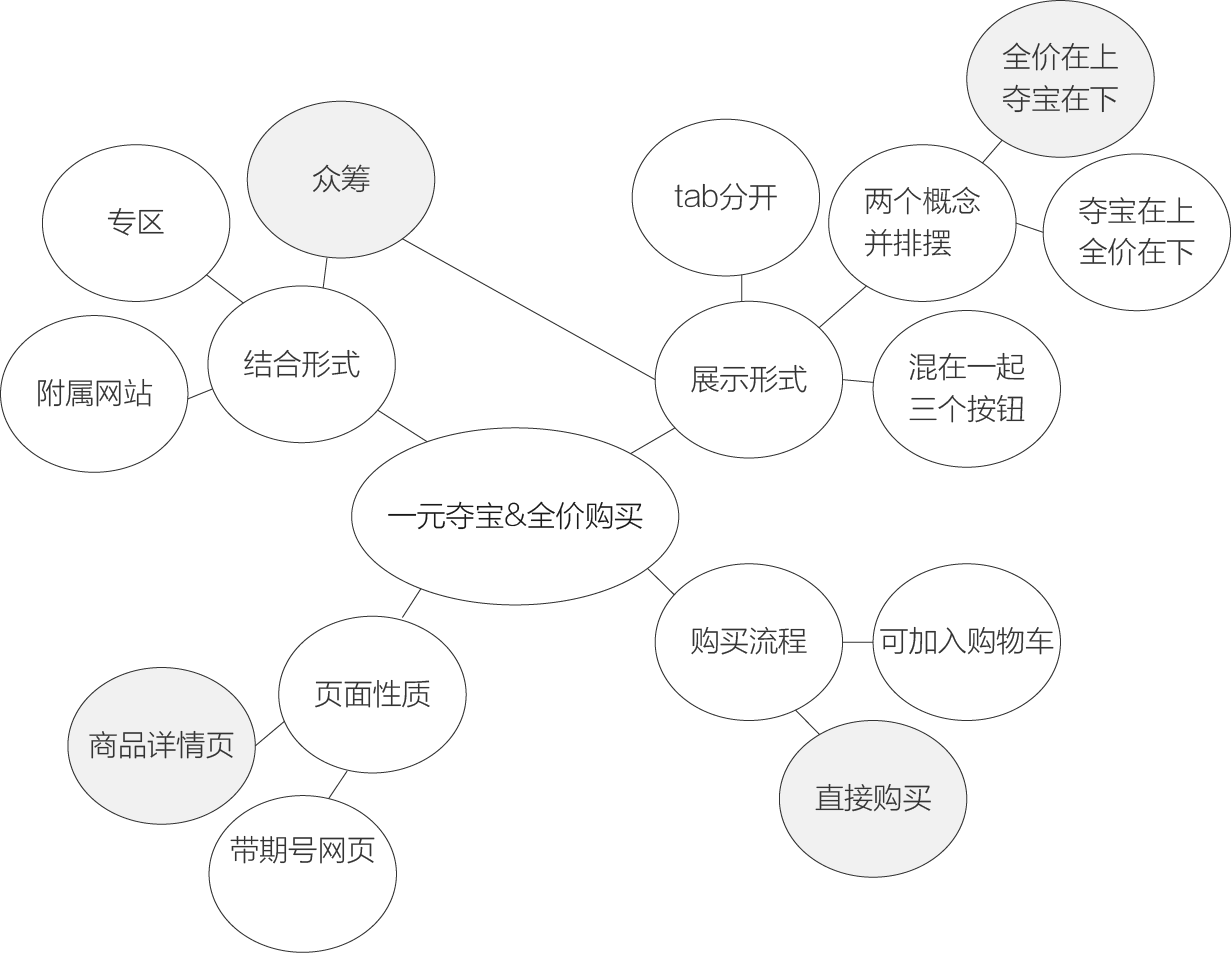 全价在上
夺宝在下
众筹
tab分开
两个概念
并排摆
专区
夺宝在上
全价在下
结合形式
展示形式
混在一起
三个按钮
附属网站
一元夺宝&全价购买
购买流程
可加入购物车
页面性质
商品详情页
直接购买
带期号网页